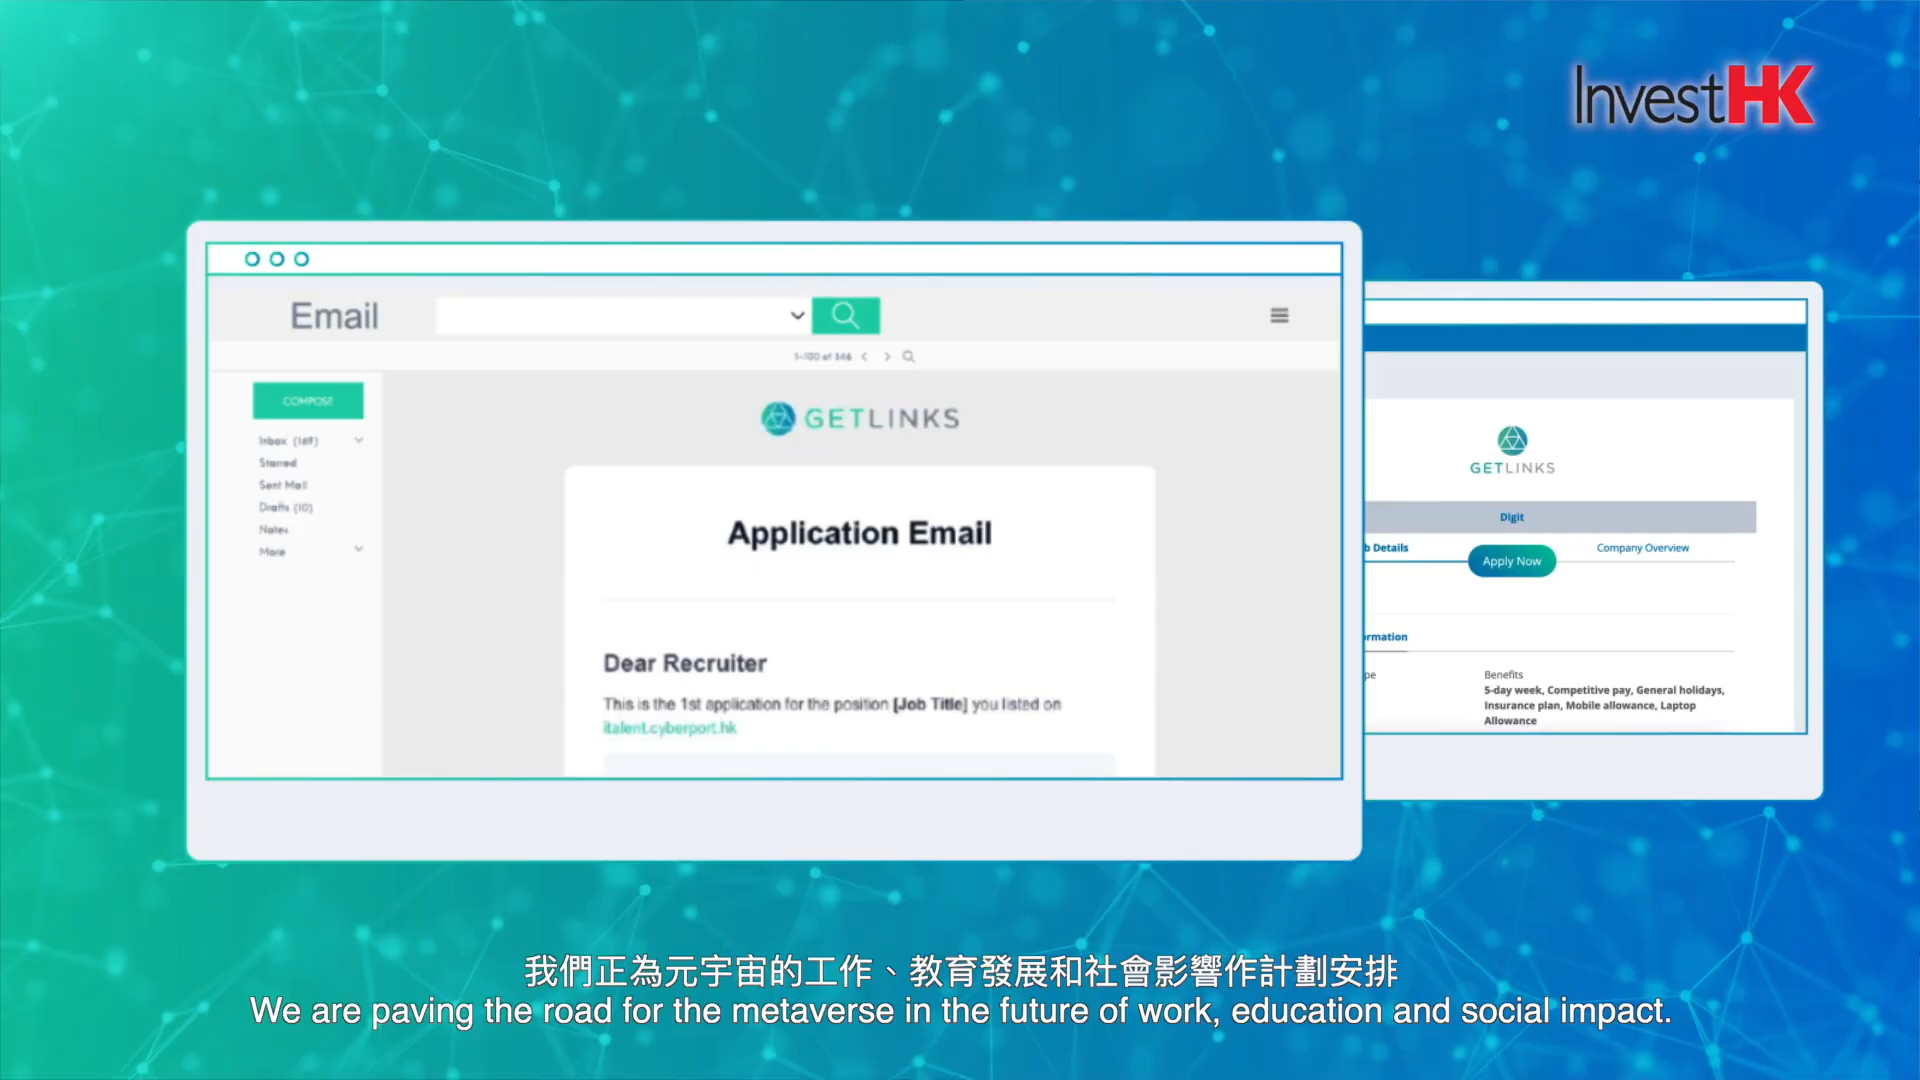 InvestHK
Email
1-100 of 346
COMPOSE
Inbox (169)
Starred
Sent Mail
Drafts (10)
Notes
More
GETLINKS
Application Email
Dear Recruiter
This is the 1st application for the position [Job Title] you listed on
italent.cyberport.hk
GETLINKS
Digit
b Details
Apply Now
Company Overview
rmation
pe
Benefits
5-day week, Competitive pay, General holidays,
Insurance plan, Mobile allowance, Laptop
Allowance
我們正為元宇宙的工作、教育發展和社會影響作計劃安排
We are paving the road for the metaverse in the future of work, education and social impact.